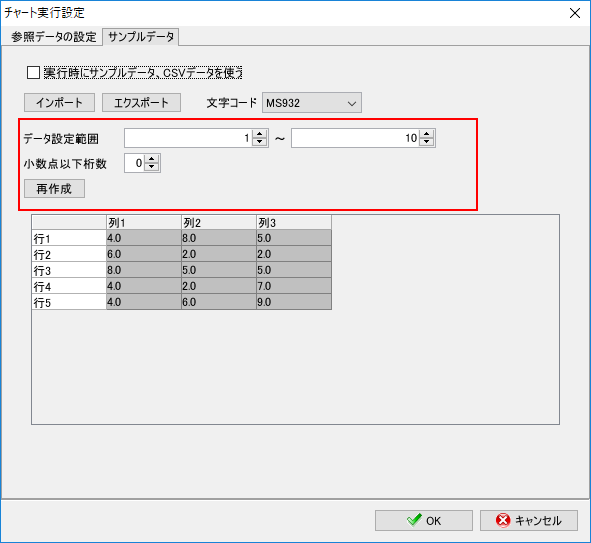 チャート実行設定
参照データの設定 サンプルデータ
実行時にサンプルデータ、CSVデータを使う
インポート エクスポート 文字コード MS932
データ設定範囲 1 ～ 10
小数点以下桁数 0
再作成
列1 列2 列3
行1 4.0 8.0 5.0
行2 6.0 2.0 2.0
行3 8.0 5.0 5.0
行4 4.0 2.0 7.0
行5 4.0 6.0 9.0
OK キャンセル